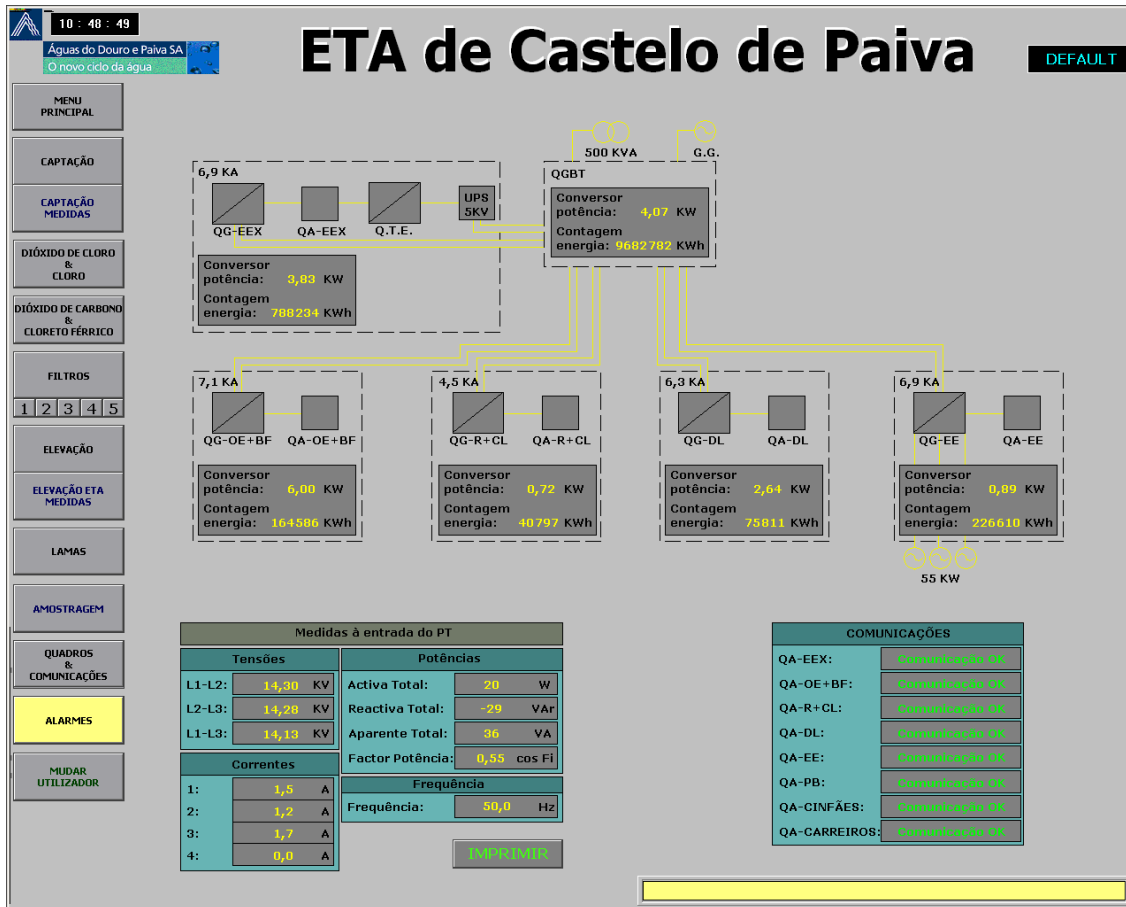 10 : 48 : 49
Águas do Douro e Paiva SA
O novo ciclo da água
ETA de Castelo de Paiva
DEFAULT
MENU
PRINCIPAL
CAPTAÇÃO
CAPTAÇÃO
MEDIDAS
DIÓXIDO DE CLORO
&
CLORO
DIÓXIDO DE CARBONO
&
CLORETO FÉRRICO
FILTROS
1 2 3 4 5
ELEVAÇÃO
ELEVAÇÃO ETA
MEDIDAS
LAMAS
AMOSTRAGEM
QUADROS
&
COMUNICAÇÕES
ALARMES
MUDAR
UTILIZADOR
500 KVA
G.G.
6,9 KA
UPS
5KV
QG-EEX
QA-EEX
Q.T.E.
Conversor
potência: 3,83 KW
Contagem
energia: 788234 KWh
QGBT
Conversor
potência: 4,07 KW
Contagem
energia: 9682782 KWh
7,1 KA
QG-OE+BF
QA-OE+BF
Conversor
potência: 6,00 KW
Contagem
energia: 164586 KWh
4,5 KA
QG-R+CL
QA-R+CL
Conversor
potência: 0,72 KW
Contagem
energia: 40797 KWh
6,3 KA
QG-DL
QA-DL
Conversor
potência: 2,64 KW
Contagem
energia: 75811 KWh
6,9 KA
QG-EE
QA-EE
Conversor
potência: 0,89 KW
Contagem
energia: 226610 KWh
55 KW
Medidas à entrada do PT
Tensões
L1-L2: 14,30 KV
L2-L3: 14,28 KV
L1-L3: 14,13 KV
Correntes
1: 1,5 A
2: 1,2 A
3: 1,7 A
4: 0,0 A
Potências
Activa Total: 20 W
Reactiva Total: -29 VAr
Aparente Total: 36 VA
Factor Potência: 0,55 cos Fi
Frequência
Frequência: 50,0 Hz
IMPRIMIR
COMUNICAÇÕES
QA-EEX: Comunicação OK
QA-OE+BF: Comunicação OK
QA-R+CL: Comunicação OK
QA-DL: Comunicação OK
QA-EE: Comunicação OK
QA-PB: Comunicação OK
QA-CINFÃES: Comunicação OK
QA-CARREIROS: Comunicação OK